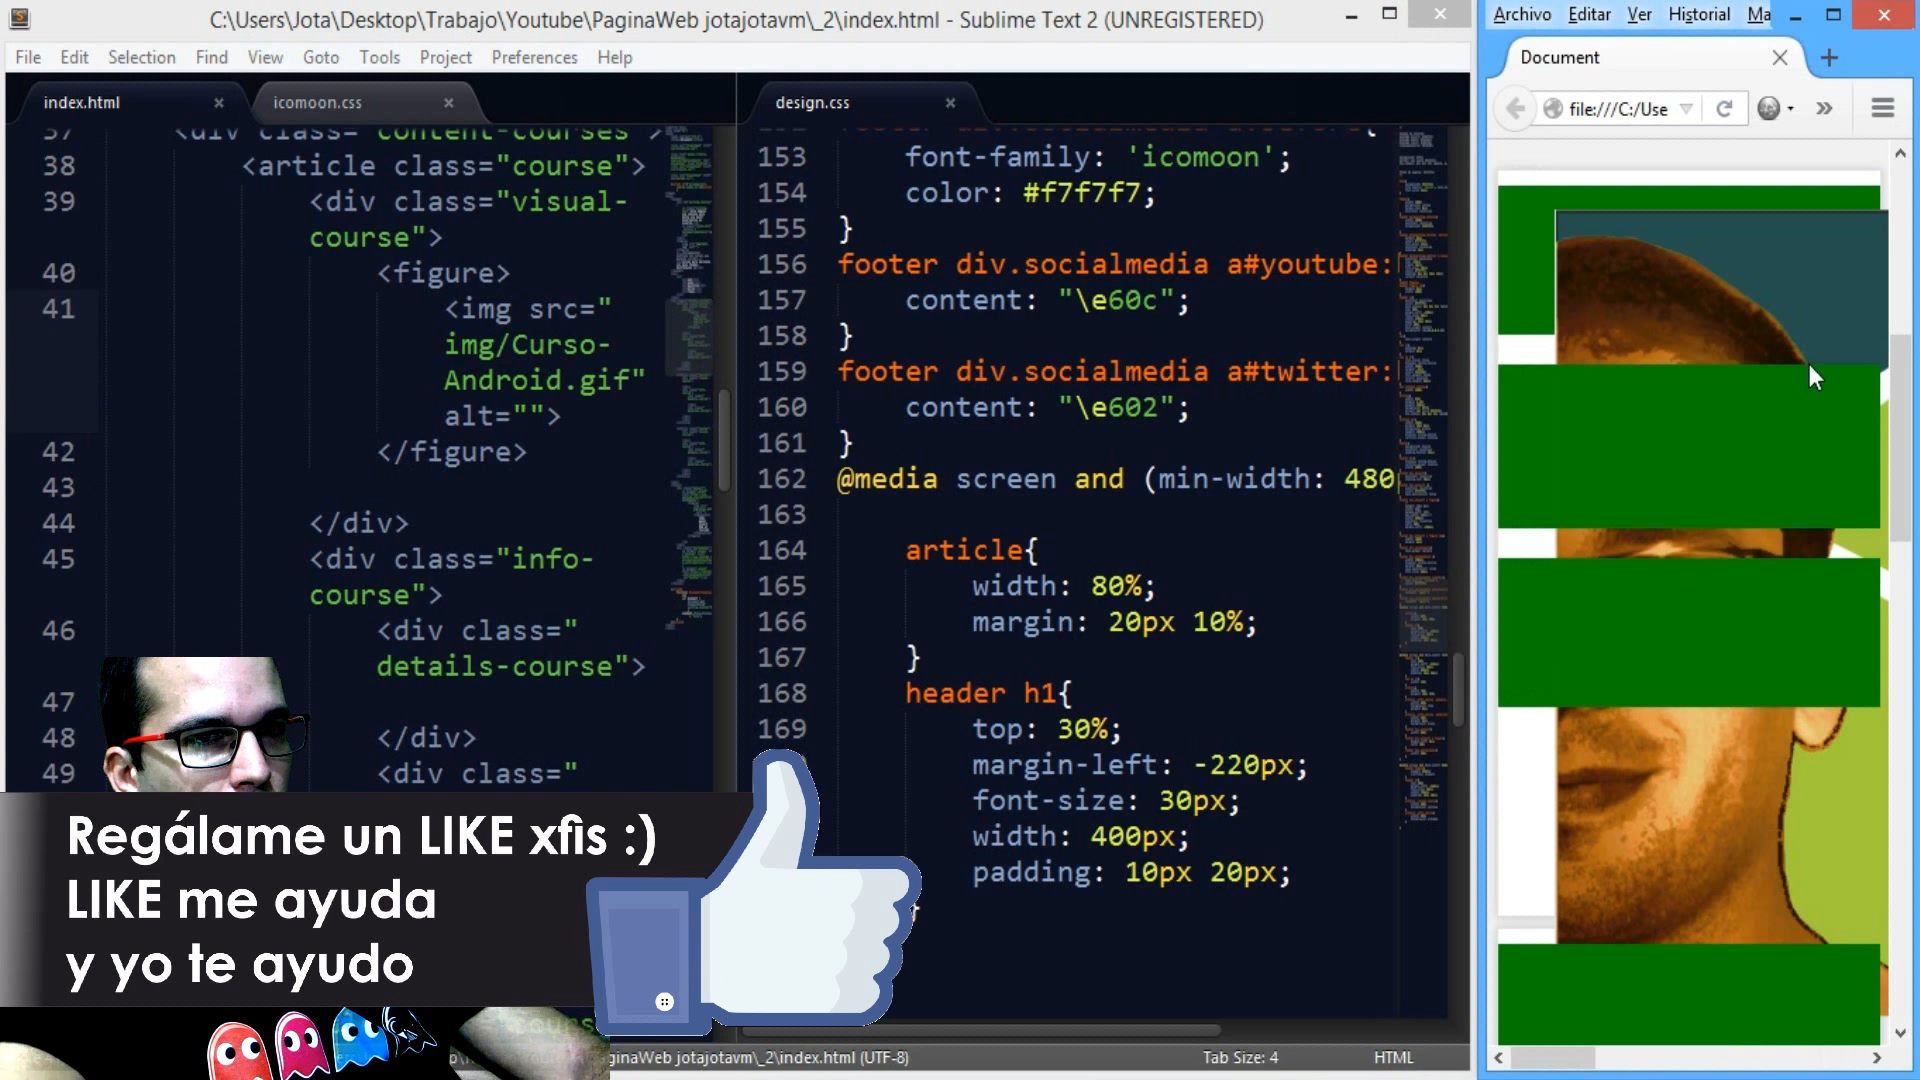 C:\Users\Jota\Desktop\Trabajo\Youtube\PaginaWeb jotajotavm\_2\index.html - Sublime Text 2 (UNREGISTERED)
File Edit Selection Find View Goto Tools Project Preferences Help
index.html × icomoon.css ×
37 <div class="content-courses">
38 <article class="course">
39 <div class="visual-
course">
40 <figure>
41 <img src="
img/Curso-
Android.gif"
alt="">
42 </figure>
43
44 </div>
45 <div class="info-
course">
46 <div class="
details-course">
47
48 </div>
49 <div class="
design.css ×
153 font-family: 'icomoon';
154 color: #f7f7f7;
155 }
156 footer div.socialmedia a#youtube:
157 content: "\e60c";
158 }
159 footer div.socialmedia a#twitter:
160 content: "\e602";
161 }
162 @media screen and (min-width: 480
163
164 article{
165 width: 80%;
166 margin: 20px 10%;
167 }
168 header h1{
169 top: 30%;
margin-left: -220px;
font-size: 30px;
width: 400px;
padding: 10px 20px;
}
Regálame un LIKE xfis :)
LIKE me ayuda
y yo te ayudo
ginaWeb jotajotavm\_2\index.html (UTF-8) Tab Size: 4 HTML
Archivo Editar Ver Historial Ma
Document
file:///C:/Use